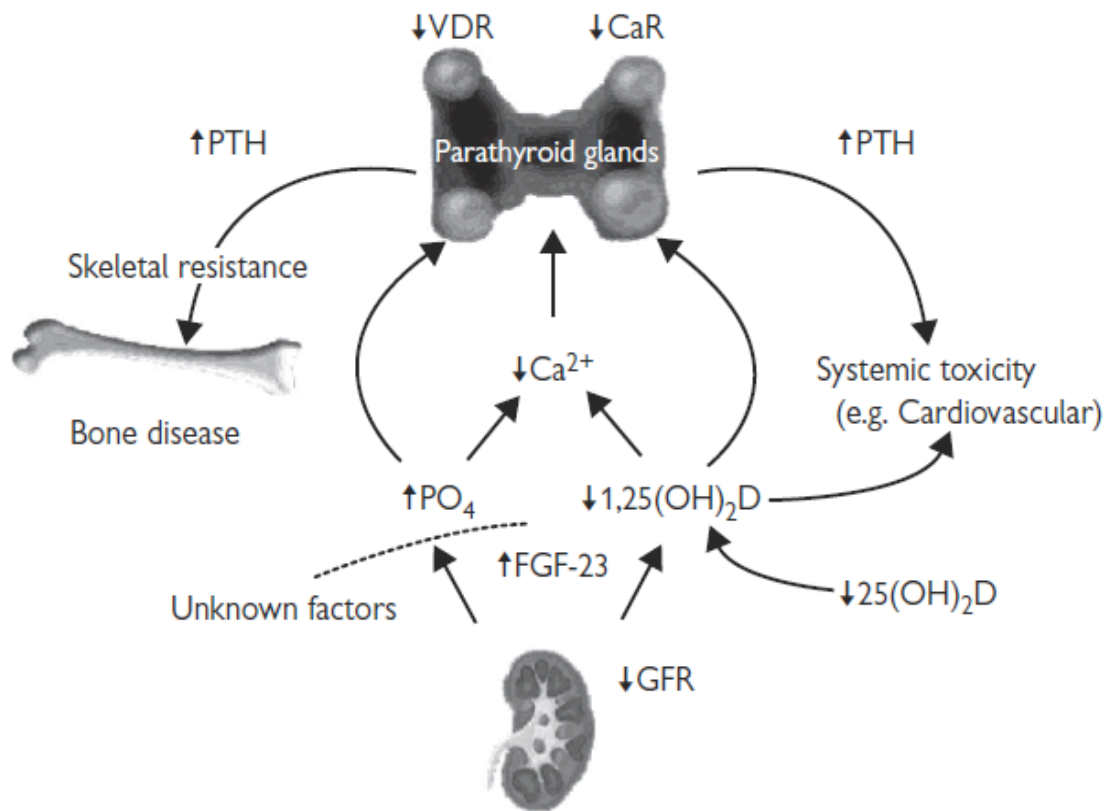 ↓VDR
↓CaR
↑PTH
Parathyroid glands
↑PTH
Skeletal resistance
↓Ca²⁺
Systemic toxicity
(e.g. Cardiovascular)
Bone disease
↑PO₄
↓1,25(OH)₂D
↑FGF-23
Unknown factors
↓25(OH)₂D
↓GFR